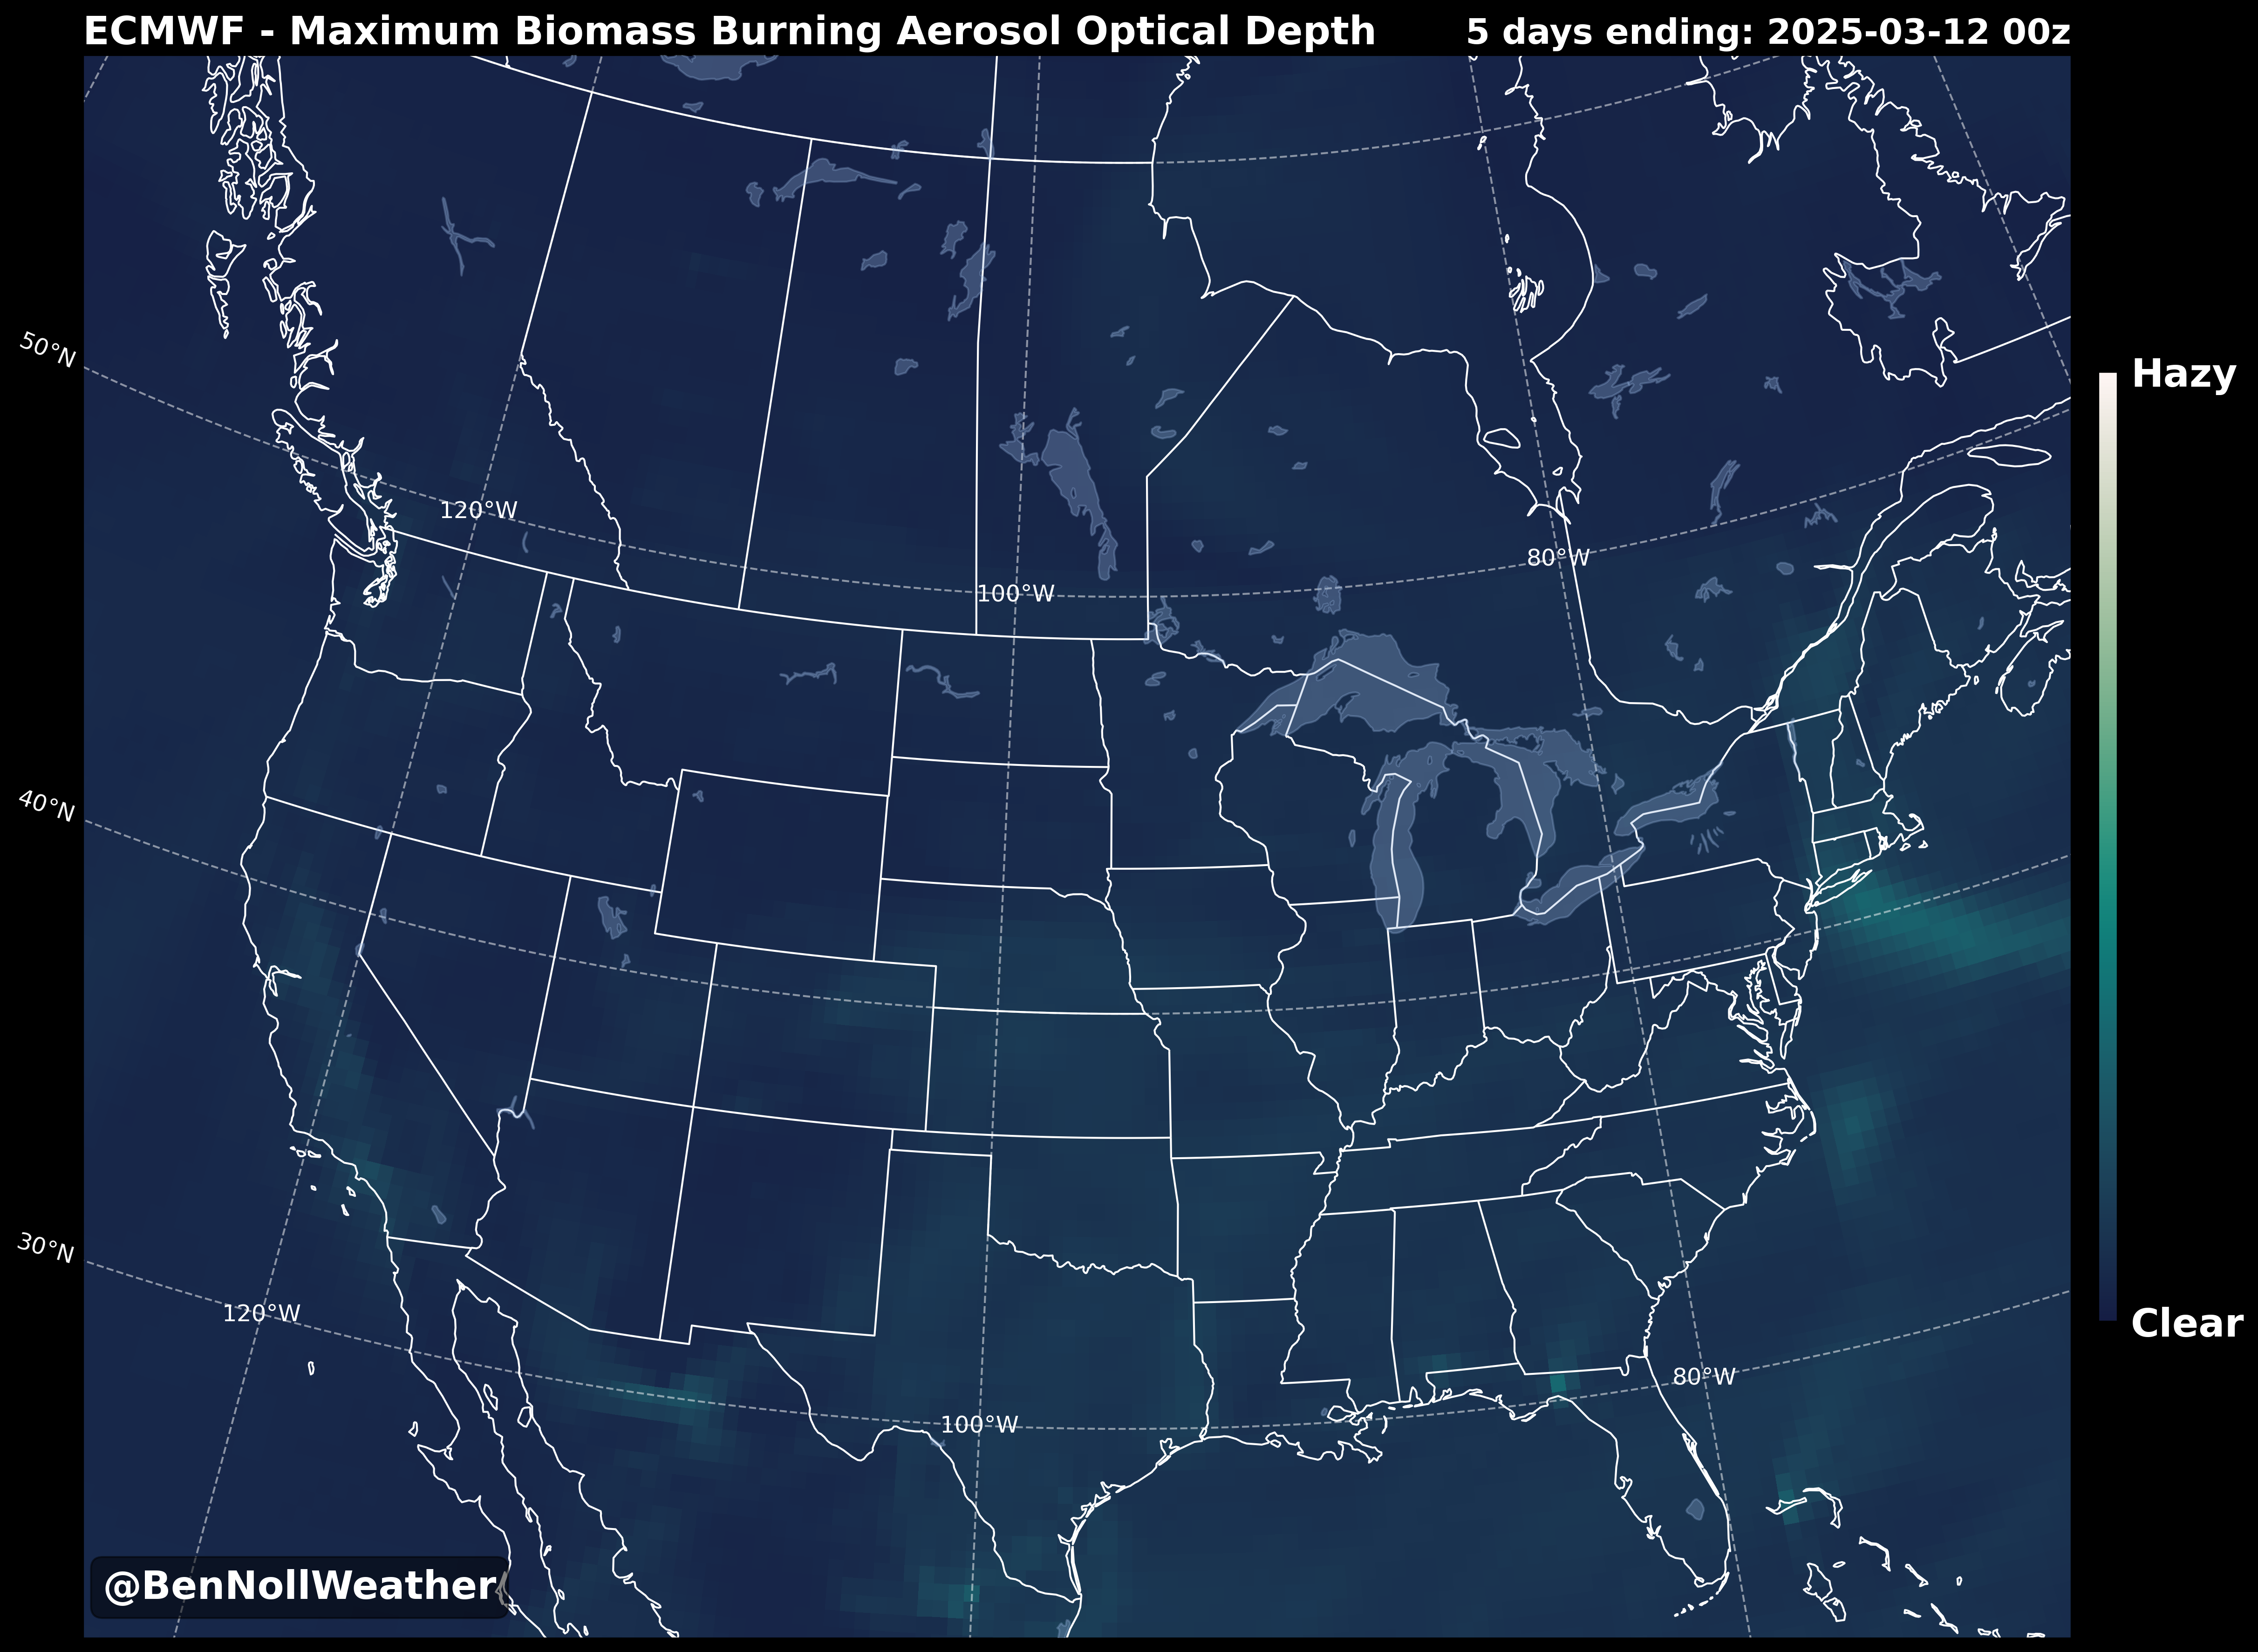 ECMWF - Maximum Biomass Burning Aerosol Optical Depth
5 days ending: 2025-03-12 00z
50°N
Hazy
120°W
80°W
100°W
40°N
30°N
120°W
Clear
80°W
100°W
@BenNollWeather